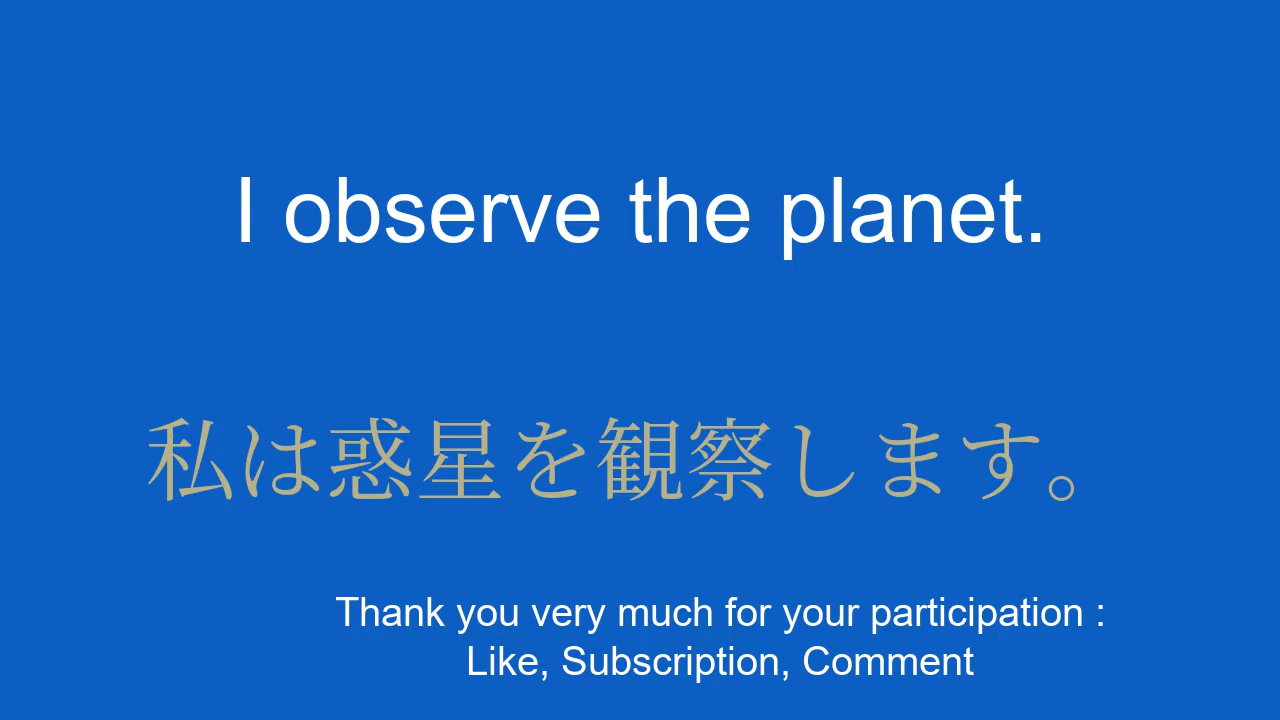 I observe the planet.
私は惑星を観察します。
Thank you very much for your participation :
Like, Subscription, Comment